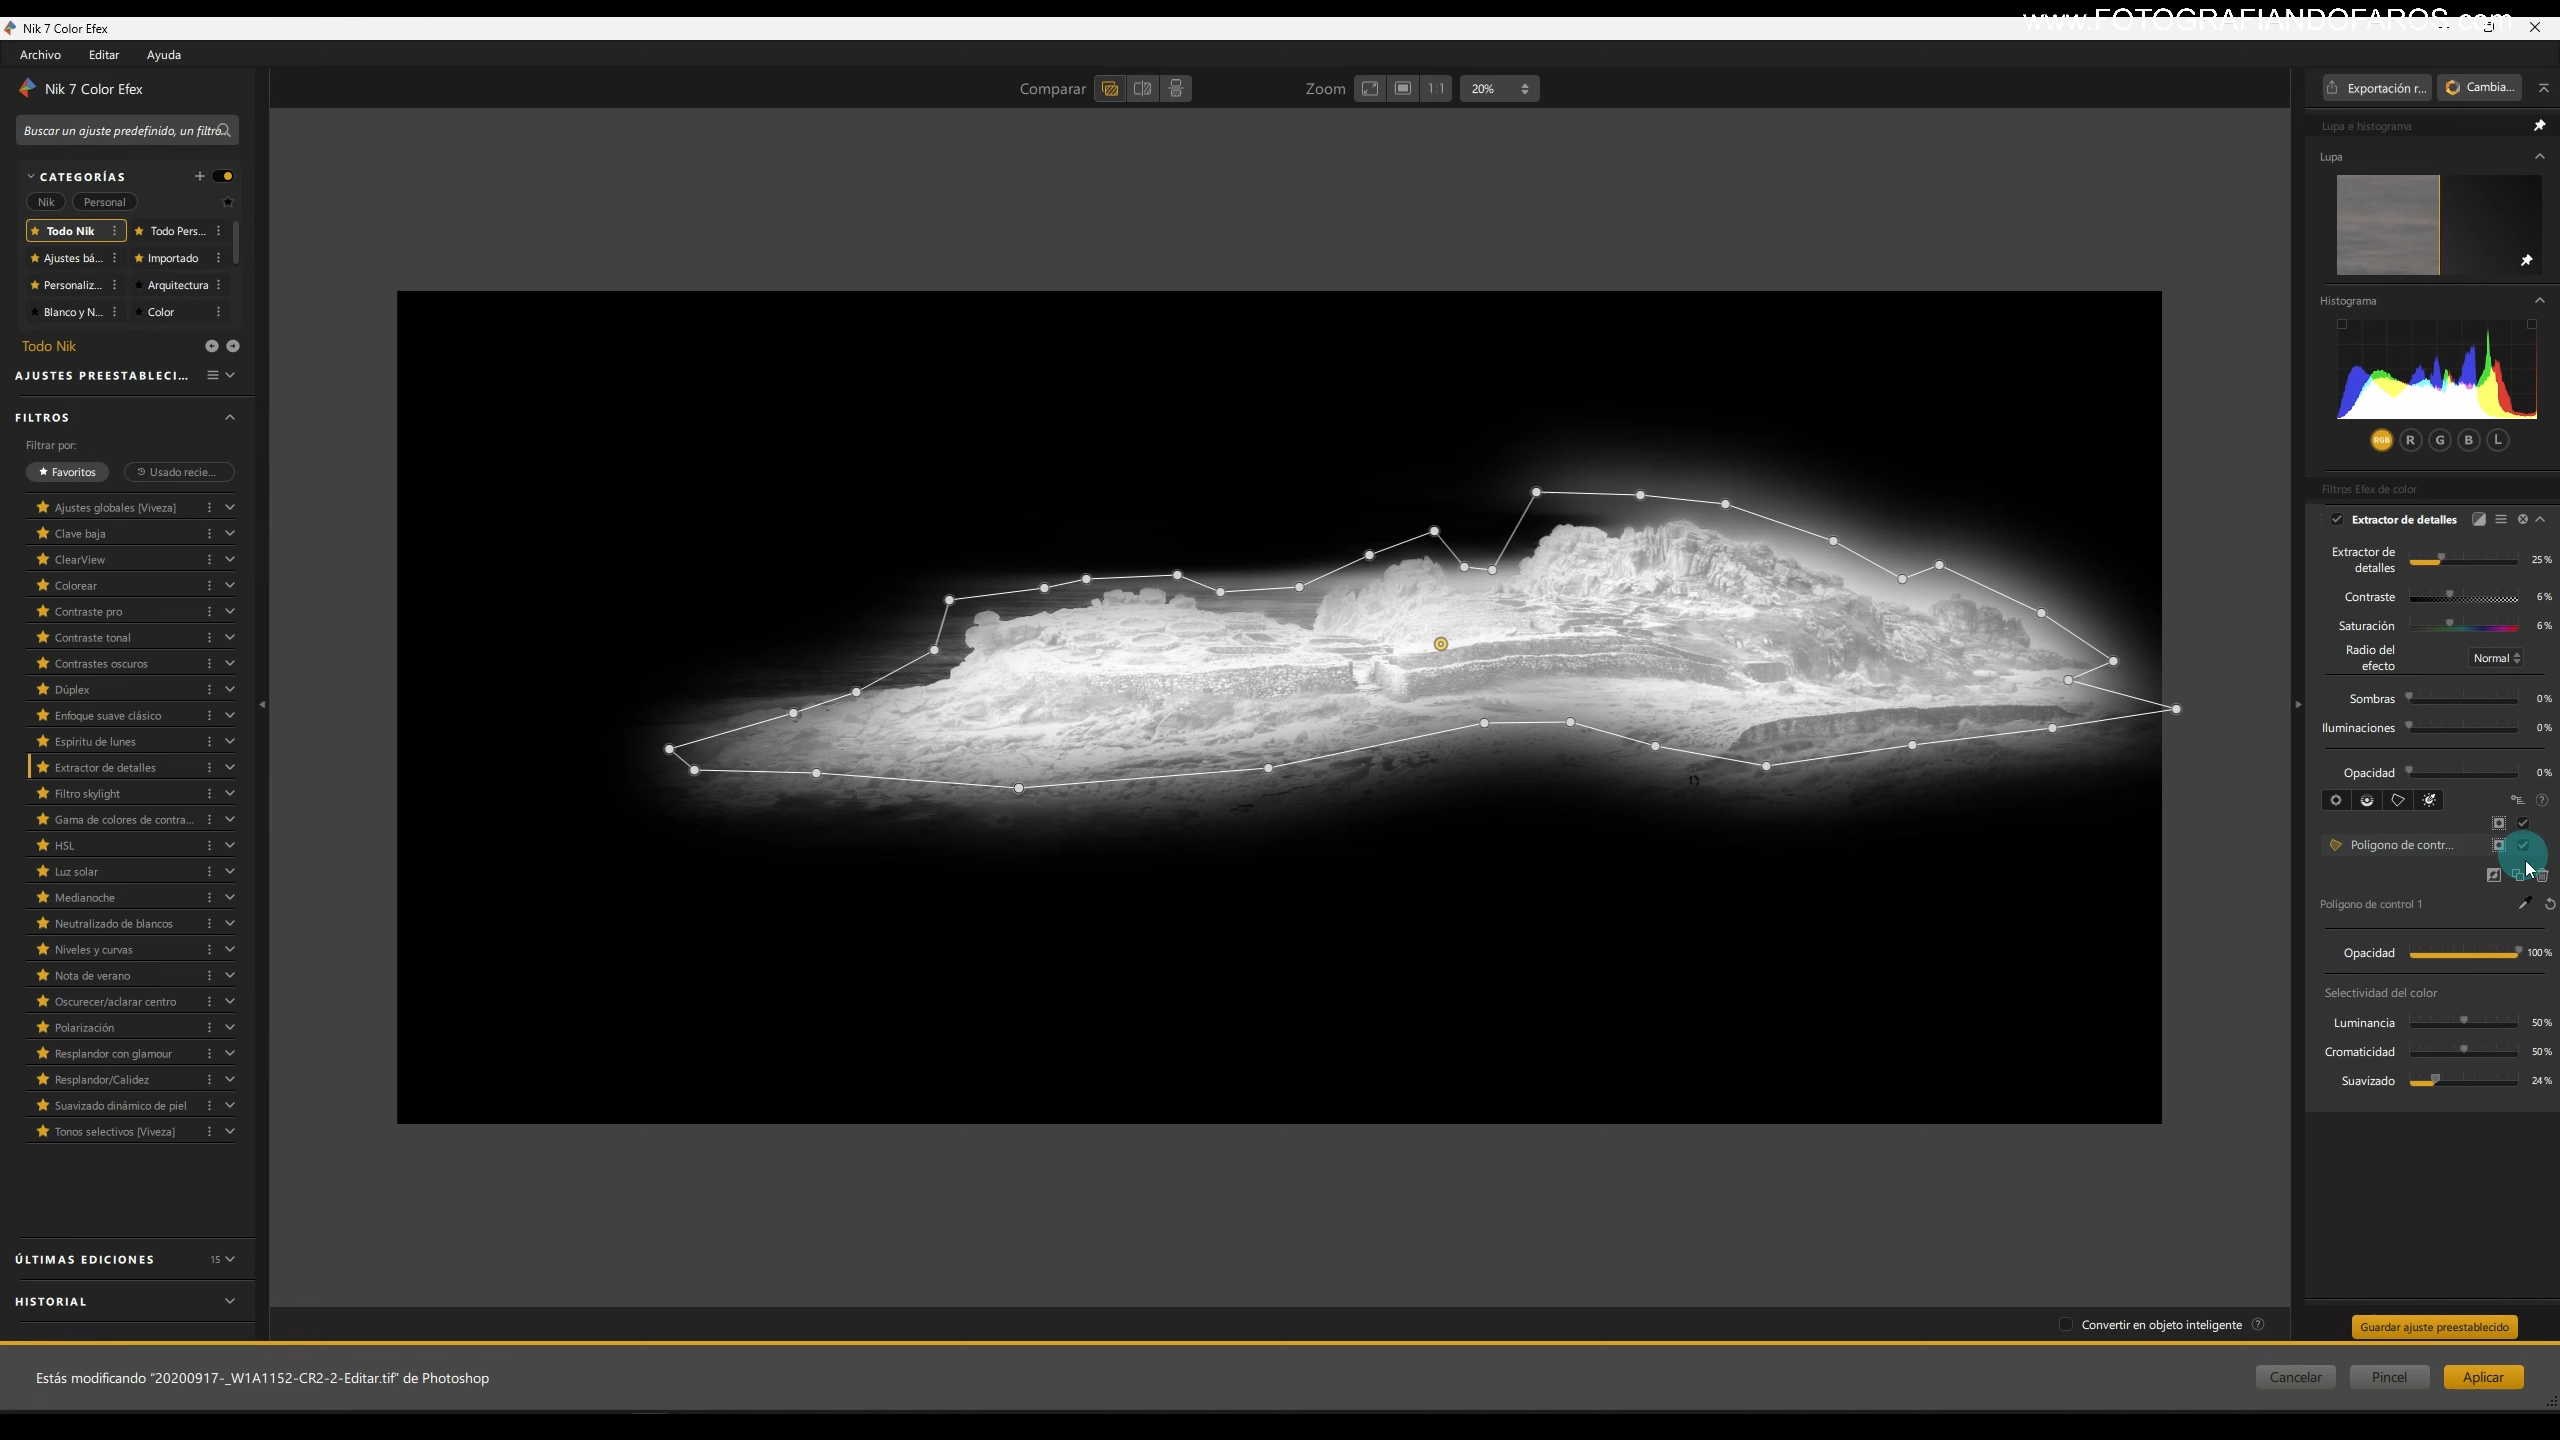 www.FOTOGRAFIANDOFAROS.com
Nik 7 Color Efex
Archivo Editar Ayuda
Nik 7 Color Efex
Comparar
Zoom 1:1 20%
Exportación r... Cambia...
Buscar un ajuste predefinido, un filtro...
CATEGORÍAS
Nik Personal
Todo Nik Todo Pers...
Ajustes bá... Importado
Personaliz... Arquitectura
Blanco y N... Color
Todo Nik
AJUSTES PREESTABLECI...
FILTROS
Filtrar por:
Favoritos Usado recie...
Ajustes globales [Viveza]
Clave baja
ClearView
Colorear
Contraste pro
Contraste tonal
Contrastes oscuros
Dúplex
Enfoque suave clásico
Espíritu de lunes
Extractor de detalles
Filtro skylight
Gama de colores de contra...
HSL
Luz solar
Medianoche
Neutralizado de blancos
Niveles y curvas
Nota de verano
Oscurecer/aclarar centro
Polarización
Resplandor con glamour
Resplandor/Calidez
Suavizado dinámico de piel
Tonos selectivos [Viveza]
ÚLTIMAS EDICIONES 15
HISTORIAL
Lupa e histograma
Lupa
Histograma
RGB R G B L
Filtros Efex de color
Extractor de detalles
Extractor de
detalles 25%
Contraste 6%
Saturación 6%
Radio del
efecto Normal
Sombras 0%
Iluminaciones 0%
Opacidad 0%
Polígono de contr...
Polígono de control 1
Opacidad 100%
Selectividad del color
Luminancia 50%
Cromaticidad 50%
Suavizado 24%
Convertir en objeto inteligente
Guardar ajuste preestablecido
Estás modificando "20200917-_W1A1152-CR2-2-Editar.tif" de Photoshop
Cancelar Pincel Aplicar